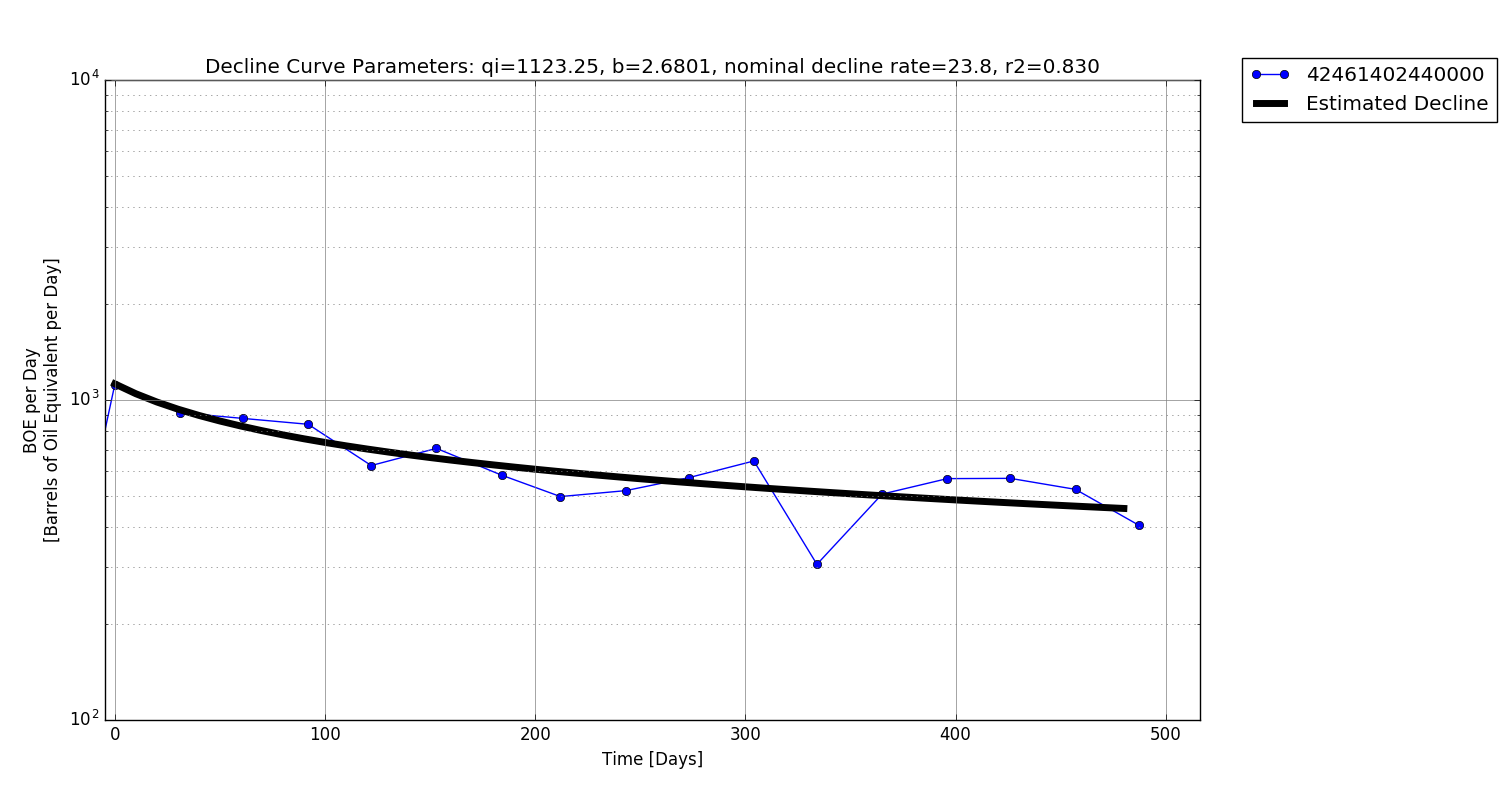 Decline Curve Parameters: qi=1123.25, b=2.6801, nominal decline rate=23.8, r2=0.830
42461402440000
Estimated Decline
10^4
10^3
10^2
BOE per Day
[Barrels of Oil Equivalent per Day]
0 100 200 300 400 500
Time [Days]